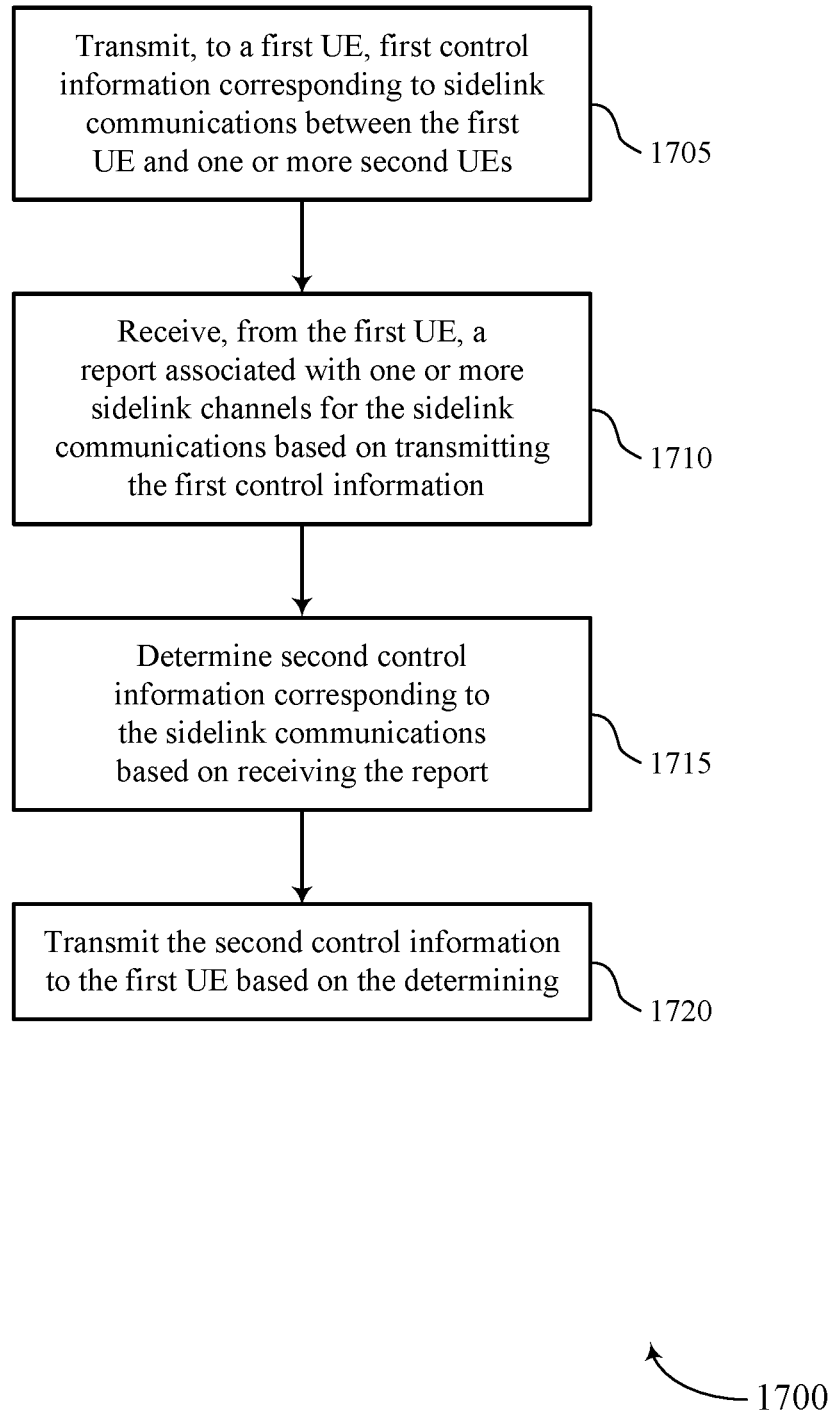 Transmit, to a first UE, first control
information corresponding to sidelink
communications between the first
UE and one or more second UEs
1705
Receive, from the first UE, a
report associated with one or more
sidelink channels for the sidelink
communications based on transmitting
the first control information
1710
Determine second control
information corresponding to
the sidelink communications
based on receiving the report
1715
Transmit the second control information
to the first UE based on the determining
1720
1700